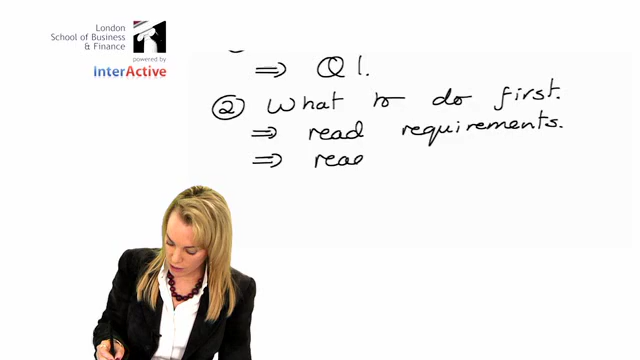 London
School of Business
& Finance
powered by
InterActive
⇒ Q1.
② What to do first.
⇒ read requirements.
⇒ rea